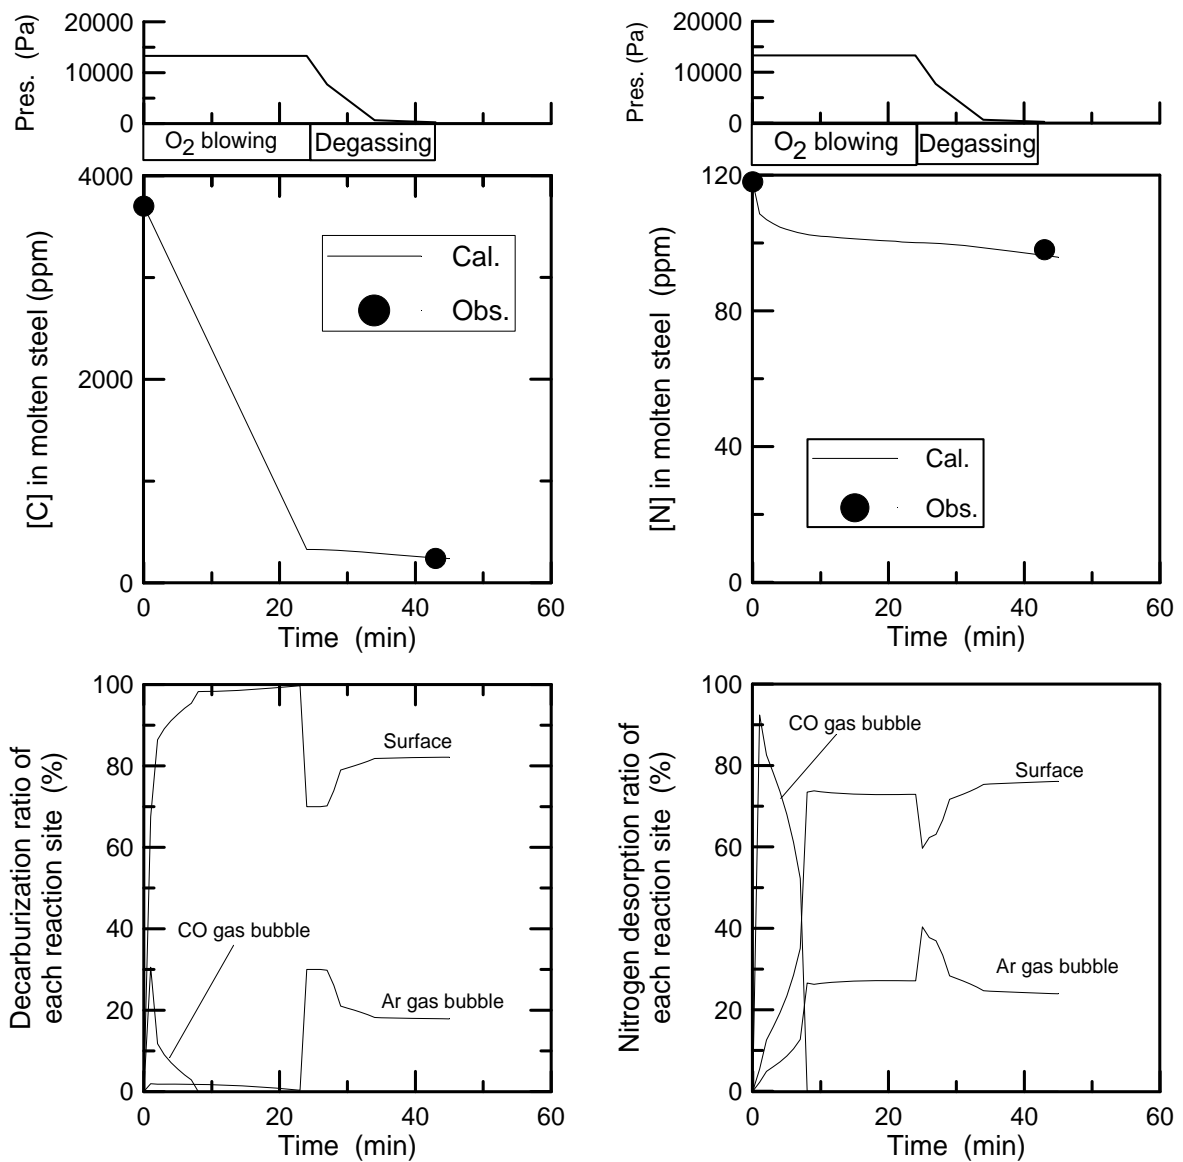 20000
10000
0
Pres. (Pa)
O2 blowing
Degassing
4000
2000
0
[C] in molten steel (ppm)
Cal.
Obs.
0 20 40 60
Time (min)
20000
10000
0
Pres. (Pa)
O2 blowing
Degassing
120
80
40
0
[N] in molten steel (ppm)
Cal.
Obs.
0 20 40 60
Time (min)
100
80
60
40
20
0
Decarburization ratio of
each reaction site (%)
Surface
CO gas bubble
Ar gas bubble
0 20 40 60
Time (min)
100
80
60
40
20
0
Nitrogen desorption ratio of
each reaction site (%)
CO gas bubble
Surface
Ar gas bubble
0 20 40 60
Time (min)